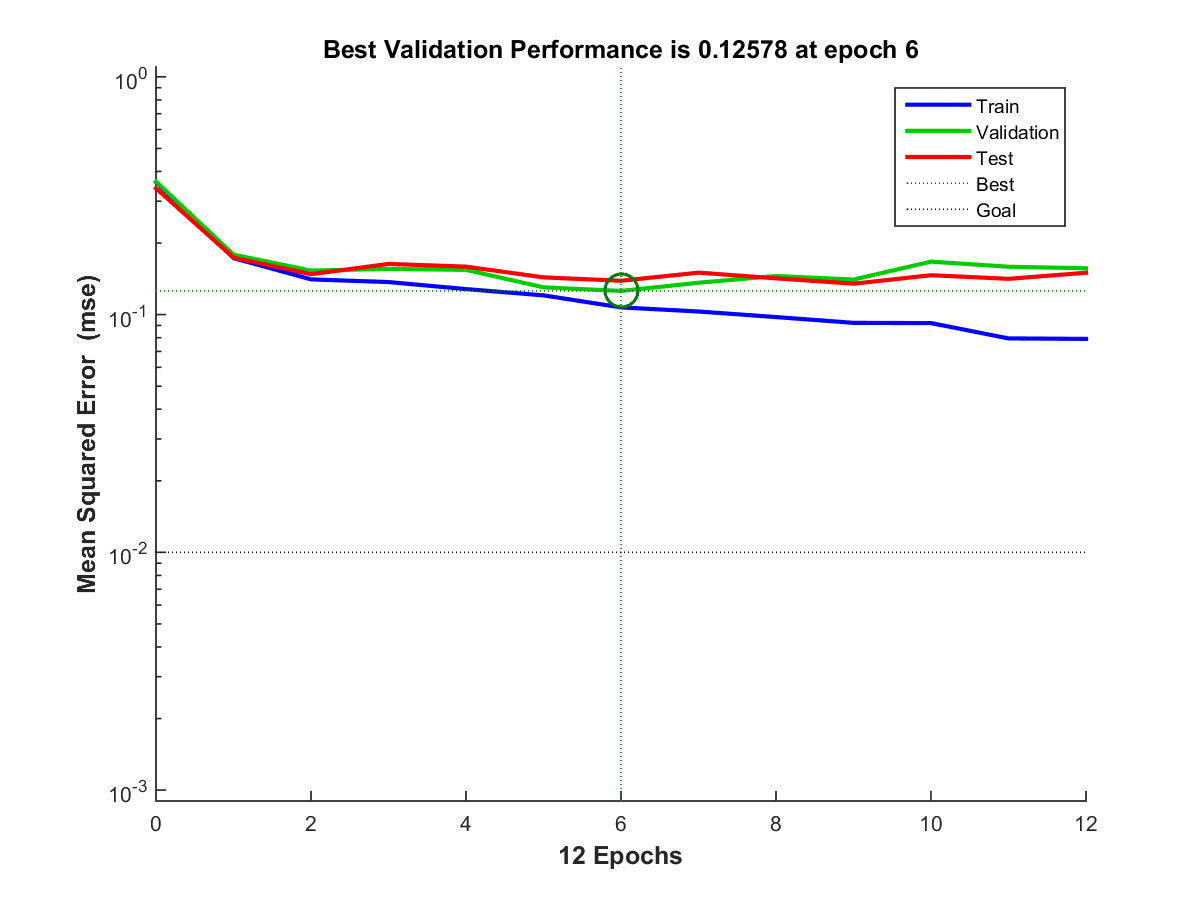 Best Validation Performance is 0.12578 at epoch 6
10^0
10^-1
10^-2
10^-3
Mean Squared Error  (mse)
Train
Validation
Test
Best
Goal
0 2 4 6 8 10 12
12 Epochs